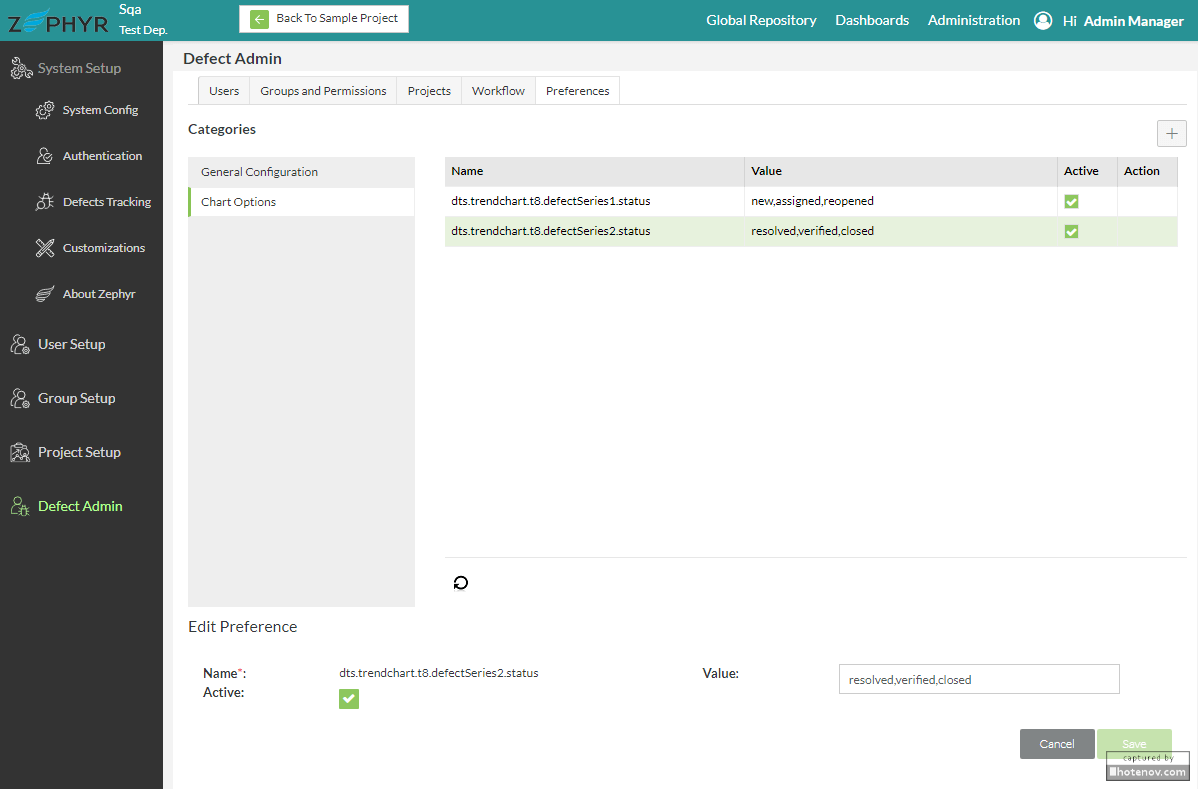 ZEPHYR
Sqa
Test Dep.
Back To Sample Project
Global Repository
Dashboards
Administration
Hi Admin Manager
System Setup
System Config
Authentication
Defects Tracking
Customizations
About Zephyr
User Setup
Group Setup
Project Setup
Defect Admin
Defect Admin
Users
Groups and Permissions
Projects
Workflow
Preferences
Categories
General Configuration
Chart Options
Name Value Active Action
dts.trendchart.t8.defectSeries1.status new,assigned,reopened
dts.trendchart.t8.defectSeries2.status resolved,verified,closed
Edit Preference
Name*: dts.trendchart.t8.defectSeries2.status
Value: resolved,verified,closed
Active:
Cancel
Save
captured by
hotenov.com